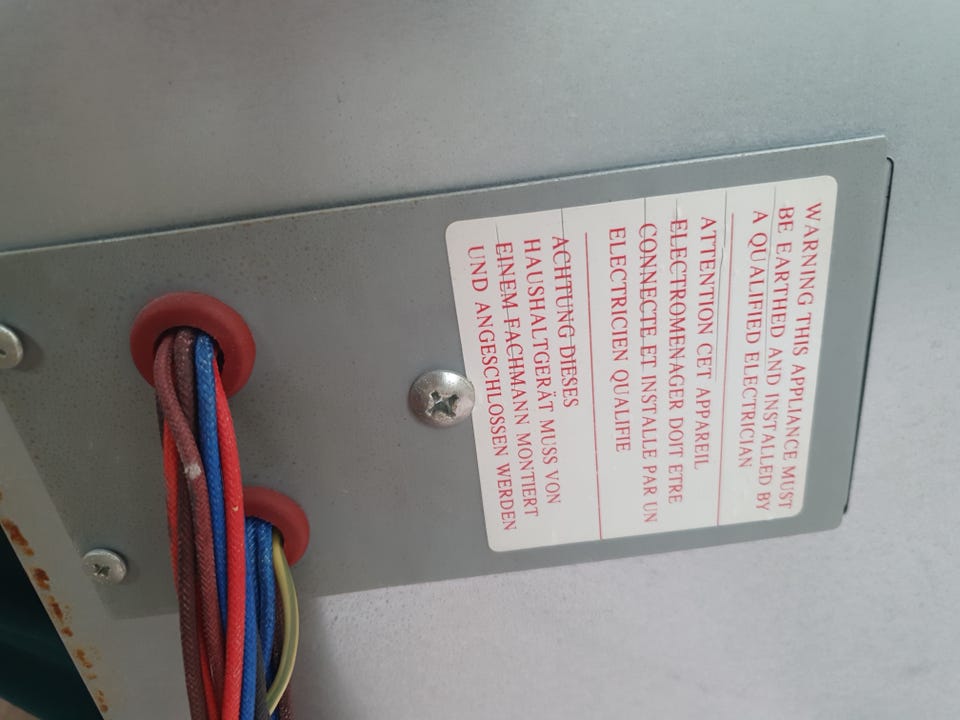 WARNING THIS APPLIANCE MUST
BE EARTHED AND INSTALLED BY
A QUALIFIED ELECTRICIAN
ATTENTION CET APPAREIL
ELECTROMENAGER DOIT ETRE
CONNECTE ET INSTALLE PAR UN
ELECTRICIEN QUALIFIE
ACHTUNG DIESES
HAUSHALTGERÄT MUSS VON
EINEM FACHMANN MONTIERT
UND ANGESCHLOSSEN WERDEN